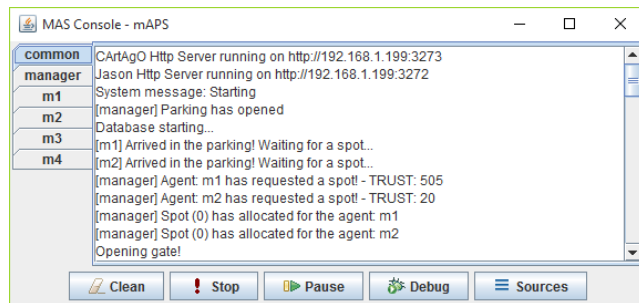 MAS Console - mAPS
common
manager
m1
m2
m3
m4
CArtAgO Http Server running on http://192.168.1.199:3273
Jason Http Server running on http://192.168.1.199:3272
System message: Starting
[manager] Parking has opened
Database starting...
[m1] Arrived in the parking! Waiting for a spot...
[m2] Arrived in the parking! Waiting for a spot...
[manager] Agent: m1 has requested a spot! - TRUST: 505
[manager] Agent: m2 has requested a spot! - TRUST: 20
[manager] Spot (0) has allocated for the agent: m1
[manager] Spot (0) has allocated for the agent: m2
Opening gate!
Clean Stop Pause Debug Sources